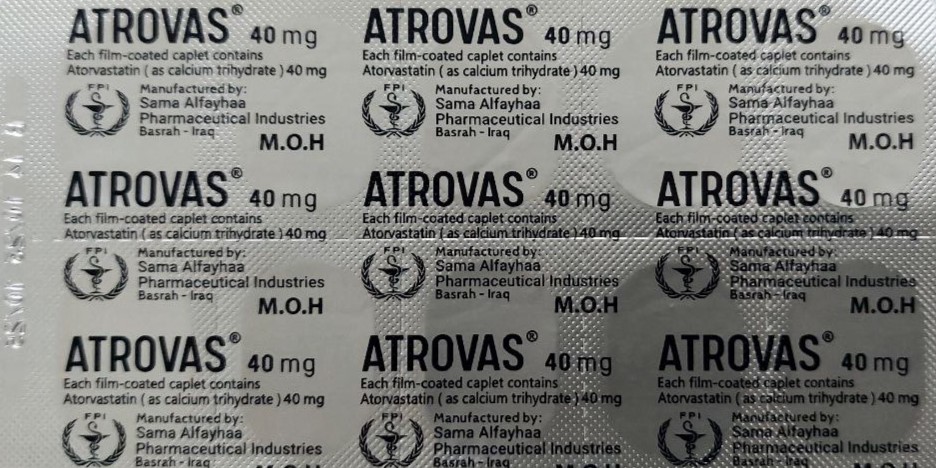 ATROVAS® 40 mg
Each film-coated caplet contains
Atorvastatin ( as calcium trihydrate ) 40 mg
FPI
Manufactured by:
Sama Alfayhaa
Pharmaceutical Industries
Basrah - Iraq
M.O.H
ATROVAS® 40 mg
Each film-coated caplet contains
Atorvastatin ( as calcium trihydrate ) 40 mg
FPI
Manufactured by:
Sama Alfayhaa
Pharmaceutical Industries
Basrah - Iraq
M.O.H
ATROVAS® 40 mg
Each film-coated caplet contains
Atorvastatin ( as calcium trihydrate ) 40 mg
FPI
Manufactured by:
Sama Alfayhaa
Pharmaceutical Industries
Basrah - Iraq
M.O.H
ATROVAS® 40 mg
Each film-coated caplet contains
Atorvastatin ( as calcium trihydrate ) 40 mg
FPI
Manufactured by:
Sama Alfayhaa
Pharmaceutical Industries
Basrah - Iraq
M.O.H
ATROVAS® 40 mg
Each film-coated caplet contains
Atorvastatin ( as calcium trihydrate ) 40 mg
FPI
Manufactured by:
Sama Alfayhaa
Pharmaceutical Industries
Basrah - Iraq
M.O.H
ATROVAS® 40 mg
Each film-coated caplet contains
Atorvastatin ( as calcium trihydrate ) 40 mg
FPI
Manufactured by:
Sama Alfayhaa
Pharmaceutical Industries
Basrah - Iraq
M.O.H
ATROVAS® 40 mg
Each film-coated caplet contains
Atorvastatin ( as calcium trihydrate ) 40 mg
FPI
Manufactured by:
Sama Alfayhaa
Pharmaceutical Industries
Basrah - Iraq
M.O.H
ATROVAS® 40 mg
Each film-coated caplet contains
Atorvastatin ( as calcium trihydrate ) 40 mg
FPI
Manufactured by:
Sama Alfayhaa
Pharmaceutical Industries
Basrah - Iraq
M.O.H
ATROVAS® 40 mg
Each film-coated caplet contains
Atorvastatin ( as calcium trihydrate ) 40 mg
FPI
Manufactured by:
Sama Alfayhaa
Pharmaceutical Industries
Basrah - Iraq
M.O.H